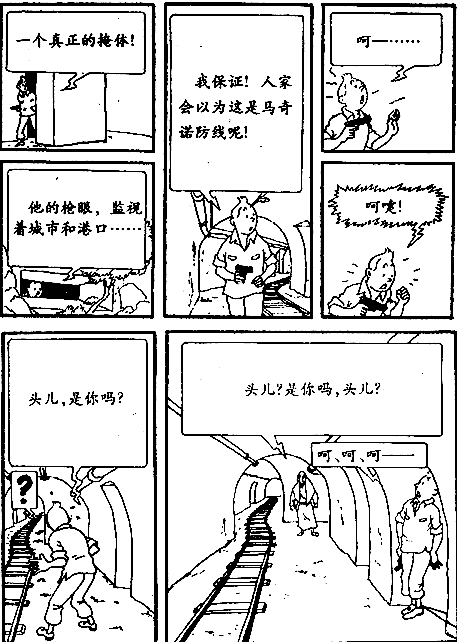 一个真正的掩体!
他的枪眼，监视
着城市和港口……
我保证！人家
会以为这是马奇
诺防线呢！
呵—……
呵嚏!
头儿,是你吗?
?
头儿?是你吗,头儿?
呵、呵、呵——